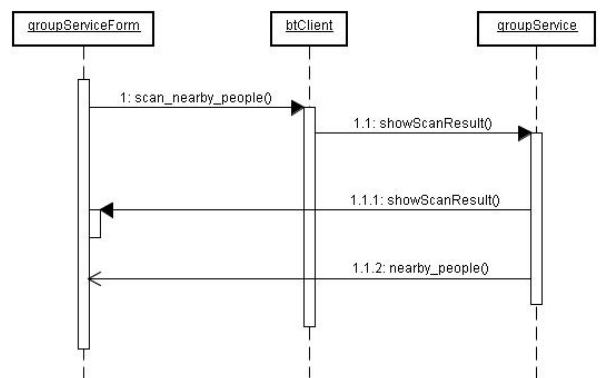 groupServiceForm
btClient
groupService
1: scan_nearby_people()
1.1: showScanResult()
1.1.1: showScanResult()
1.1.2: nearby_people()